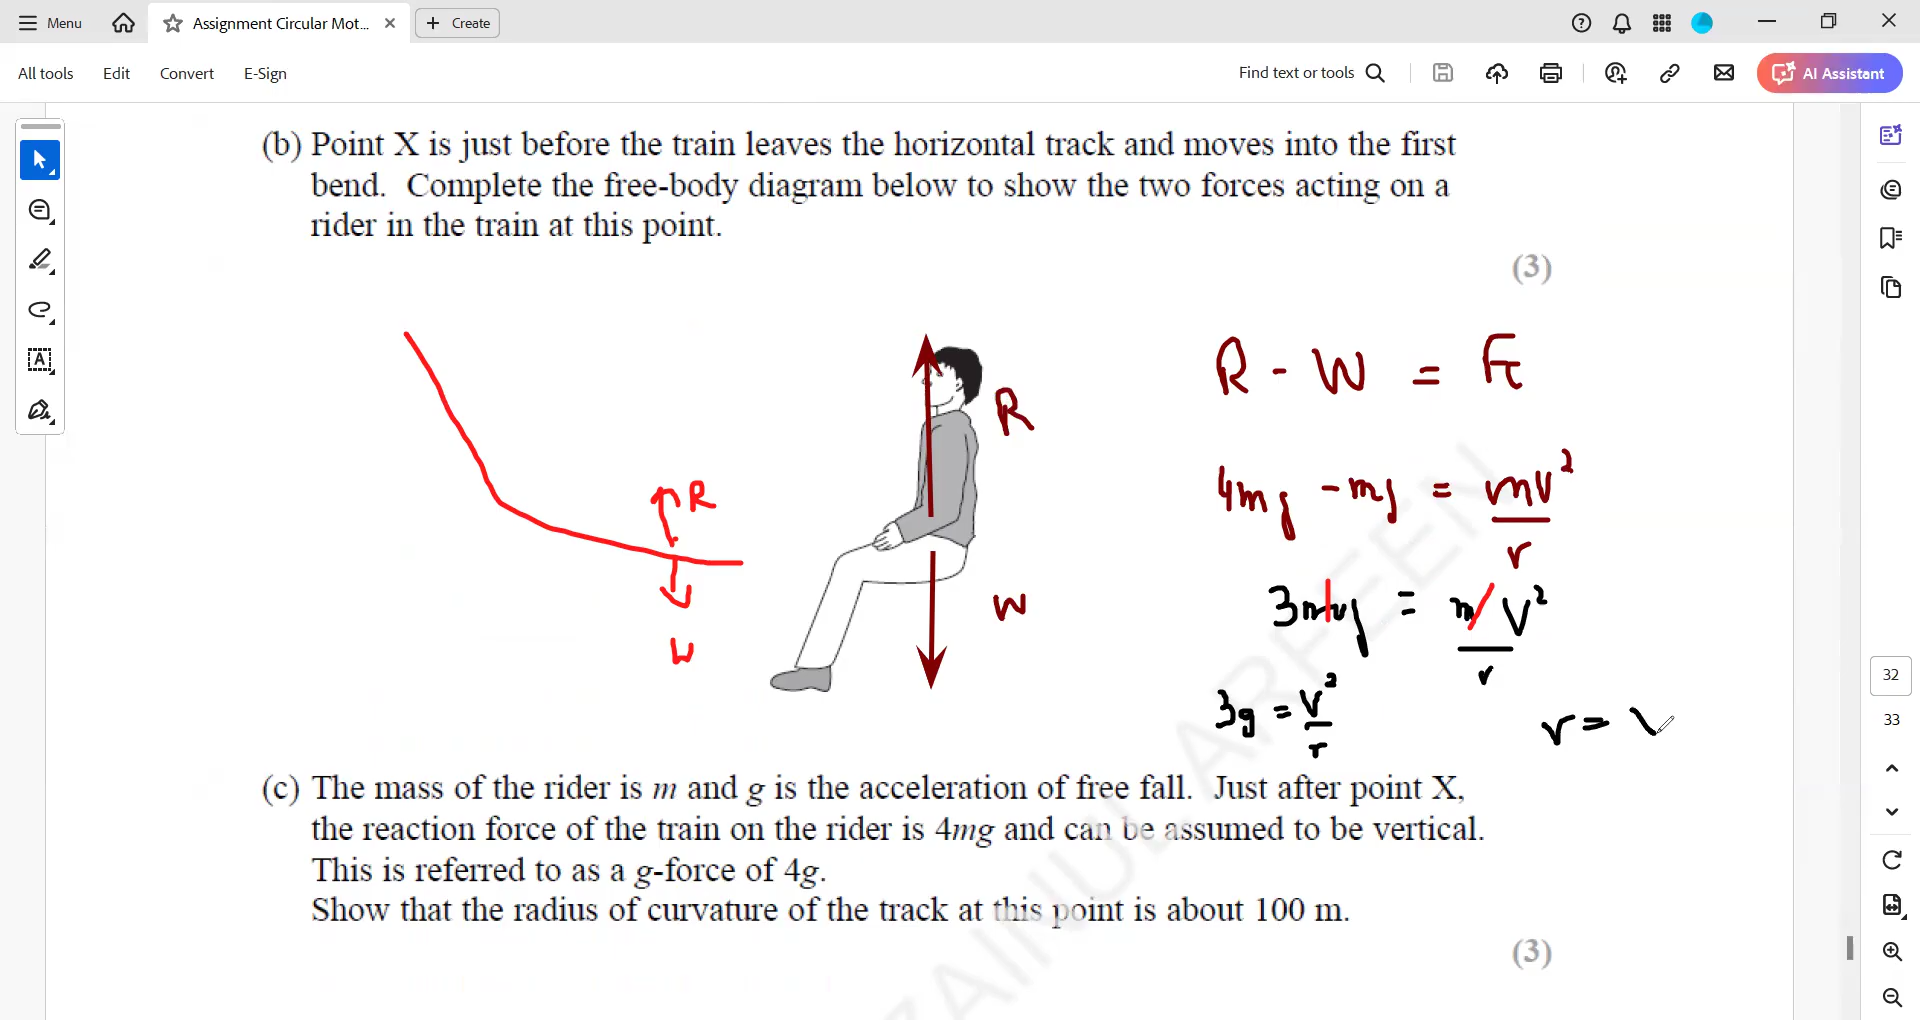 Menu
Assignment Circular Mot...
Create
All tools
Edit
Convert
E-Sign
Find text or tools
AI Assistant
(b) Point X is just before the train leaves the horizontal track and moves into the first
bend. Complete the free-body diagram below to show the two forces acting on a
rider in the train at this point.
(3)
R
W
R
W
R - W = Fc
4mg - mg = mv²
r
3mg = m v²
r
3g = v²
r
r = v
(c) The mass of the rider is m and g is the acceleration of free fall. Just after point X,
the reaction force of the train on the rider is 4mg and can be assumed to be vertical.
This is referred to as a g-force of 4g.
Show that the radius of curvature of the track at this point is about 100 m.
(3)
ZAINUL ARFEEN
32
33